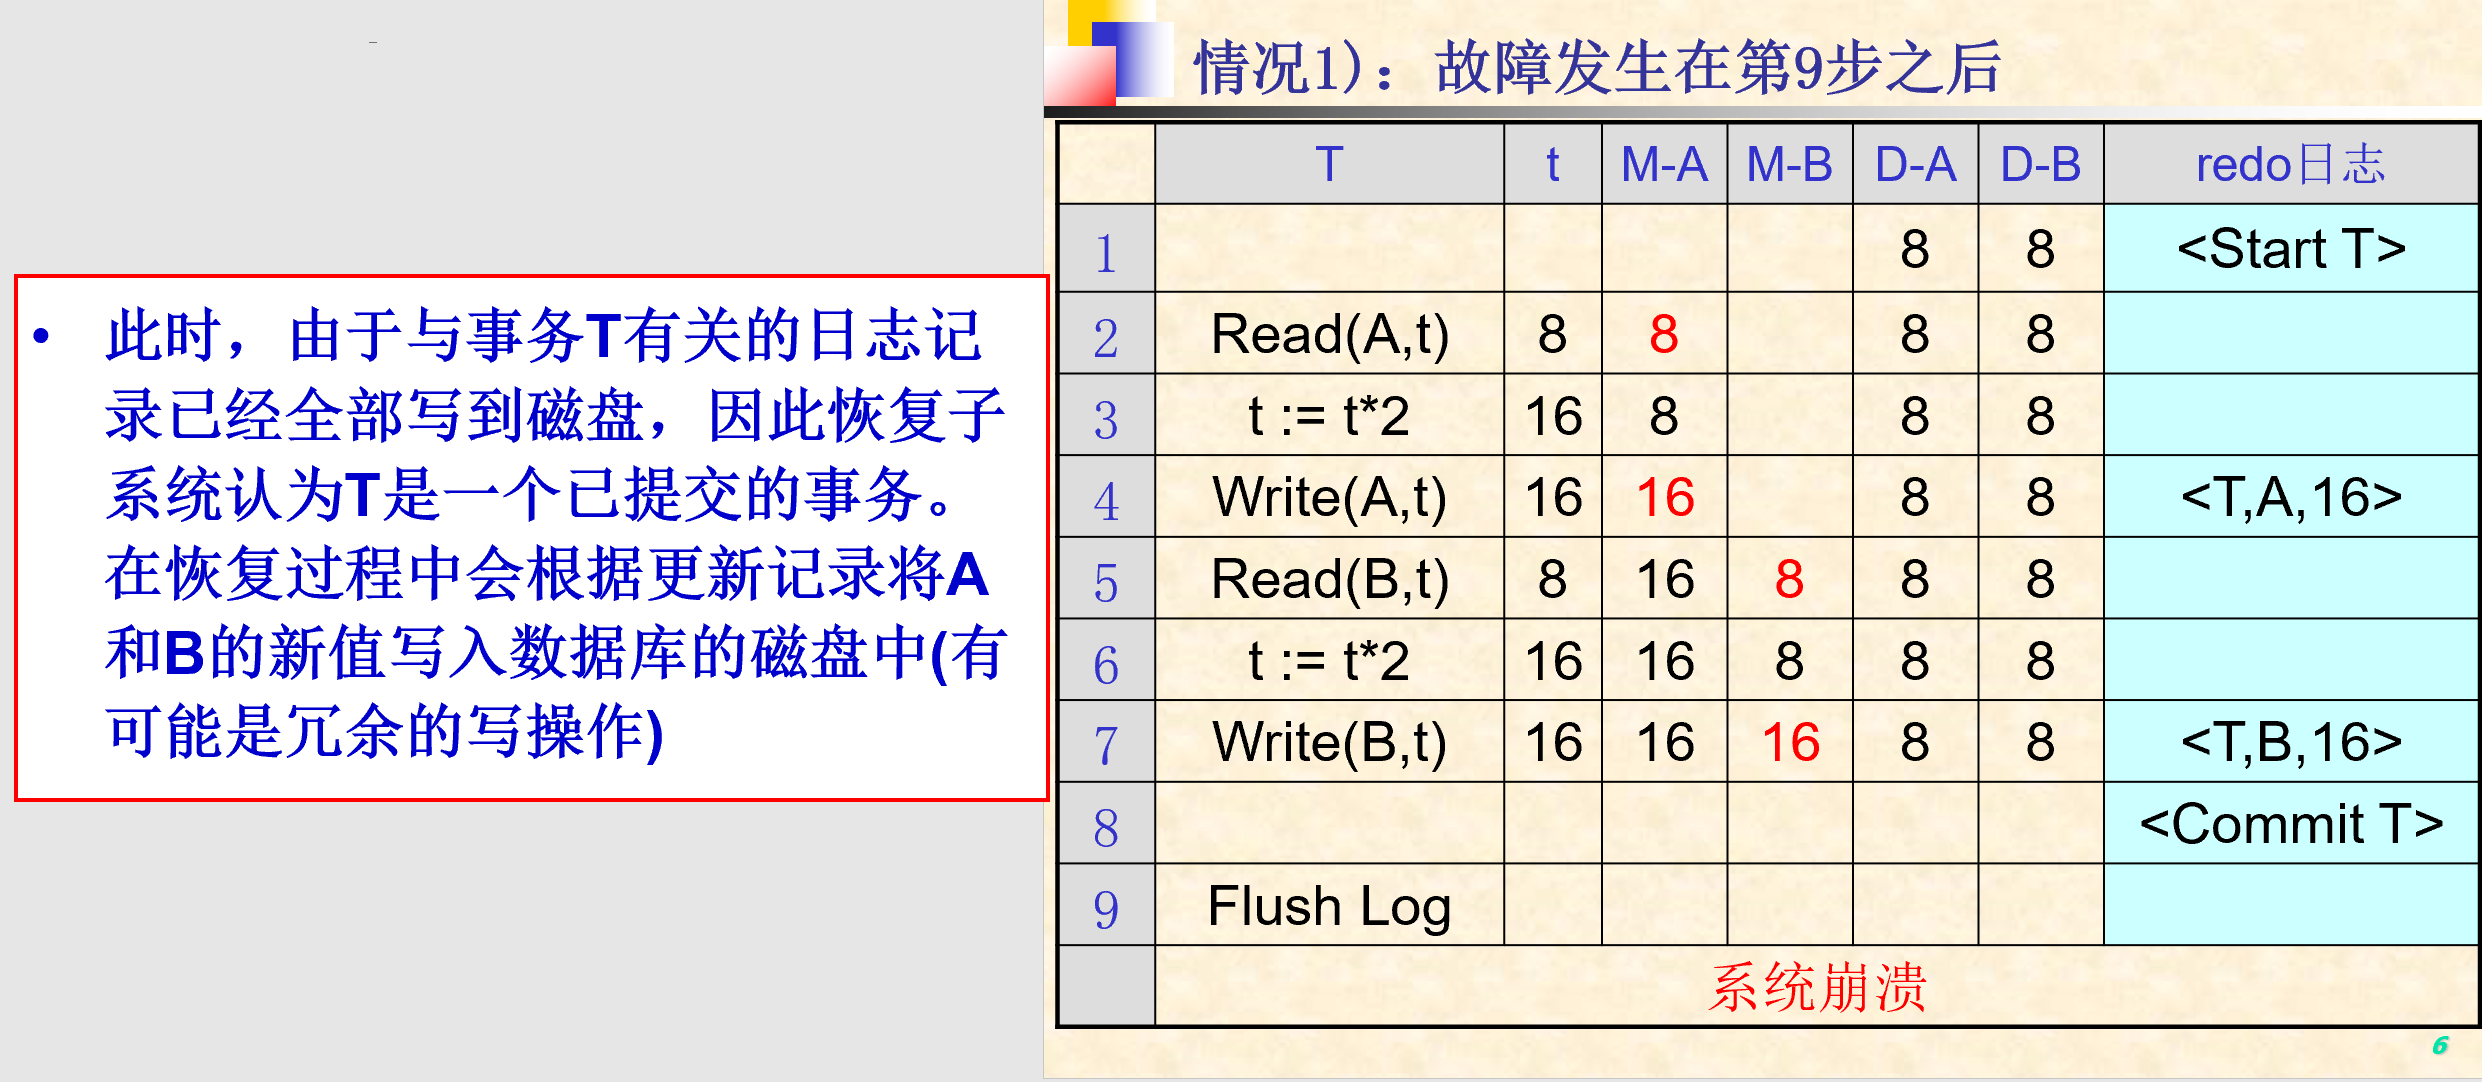 情况1)：故障发生在第9步之后
• 此时，由于与事务T有关的日志记
录已经全部写到磁盘，因此恢复子
系统认为T是一个已提交的事务。
在恢复过程中会根据更新记录将A
和B的新值写入数据库的磁盘中(有
可能是冗余的写操作)
T t M-A M-B D-A D-B redo日志
1 8 8 <Start T>
2 Read(A,t) 8 8 8 8
3 t := t*2 16 8 8 8
4 Write(A,t) 16 16 8 8 <T,A,16>
5 Read(B,t) 8 16 8 8 8
6 t := t*2 16 16 8 8 8
7 Write(B,t) 16 16 16 8 8 <T,B,16>
8 <Commit T>
9 Flush Log
系统崩溃
6